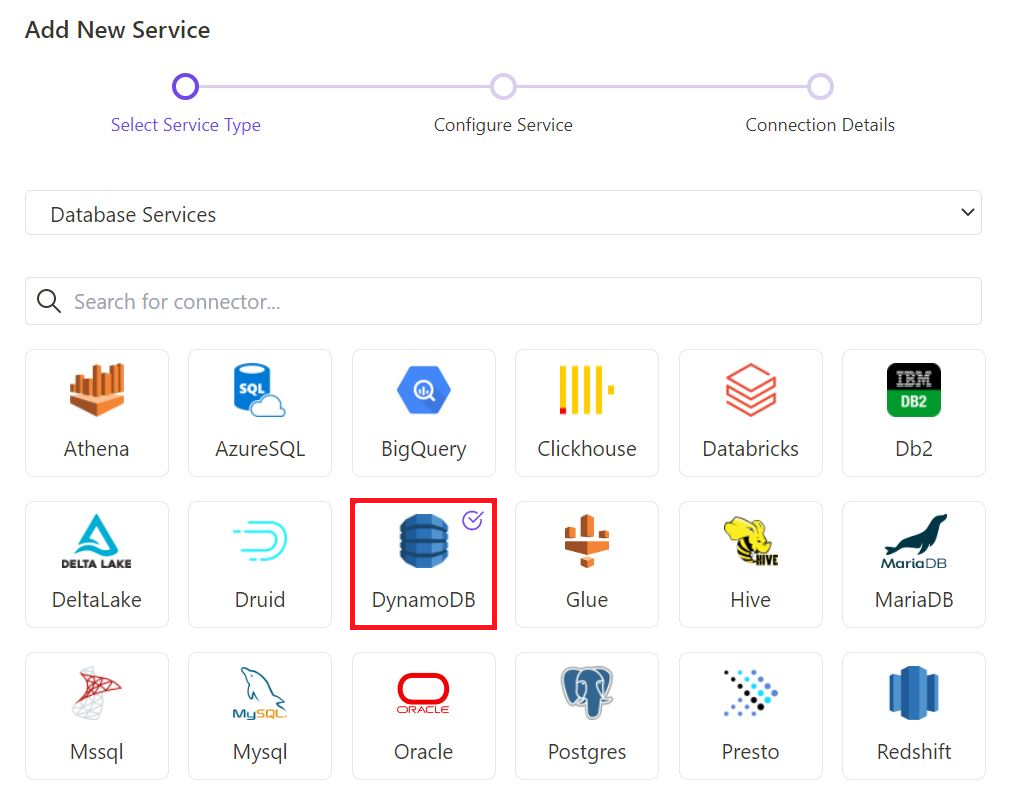 Add New Service
Select Service Type Configure Service Connection Details
Database Services
Search for connector...
SQL IBM
DB2
Athena AzureSQL BigQuery Clickhouse Databricks Db2
DELTA LAKE HIVE MariaDB
DeltaLake Druid DynamoDB Glue Hive MariaDB
MySQL ORACLE
Mssql Mysql Oracle Postgres Presto Redshift